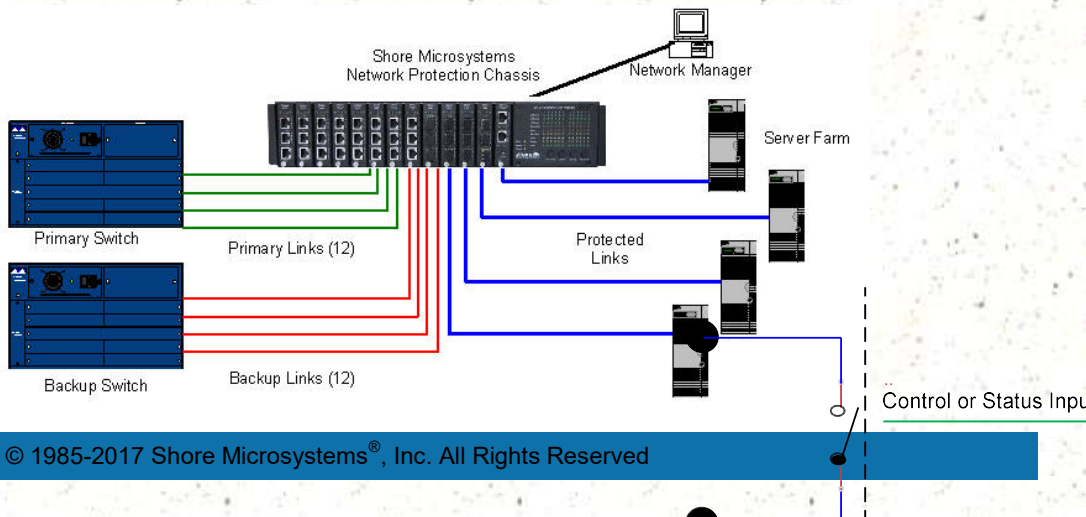 Shore Microsystems
Network Protection Chassis
Network Manager
Server Farm
Primary Switch
Primary Links (12)
Protected
Links
Backup Switch
Backup Links (12)
Control or Status Inpu
© 1985-2017 Shore Microsystems®, Inc. All Rights Reserved